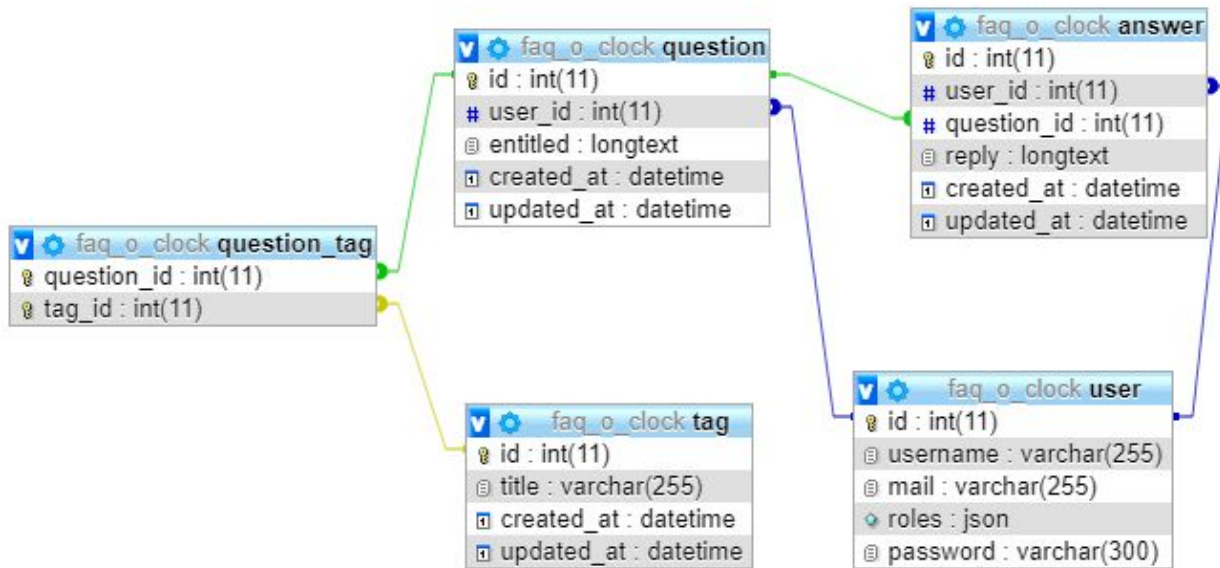 faq_o_clock question
id : int(11)
user_id : int(11)
entitled : longtext
created_at : datetime
updated_at : datetime
faq_o_clock answer
id : int(11)
user_id : int(11)
question_id : int(11)
reply : longtext
created_at : datetime
updated_at : datetime
faq_o_clock question_tag
question_id : int(11)
tag_id : int(11)
faq_o_clock tag
id : int(11)
title : varchar(255)
created_at : datetime
updated_at : datetime
faq_o_clock user
id : int(11)
username : varchar(255)
mail : varchar(255)
roles : json
password : varchar(300)